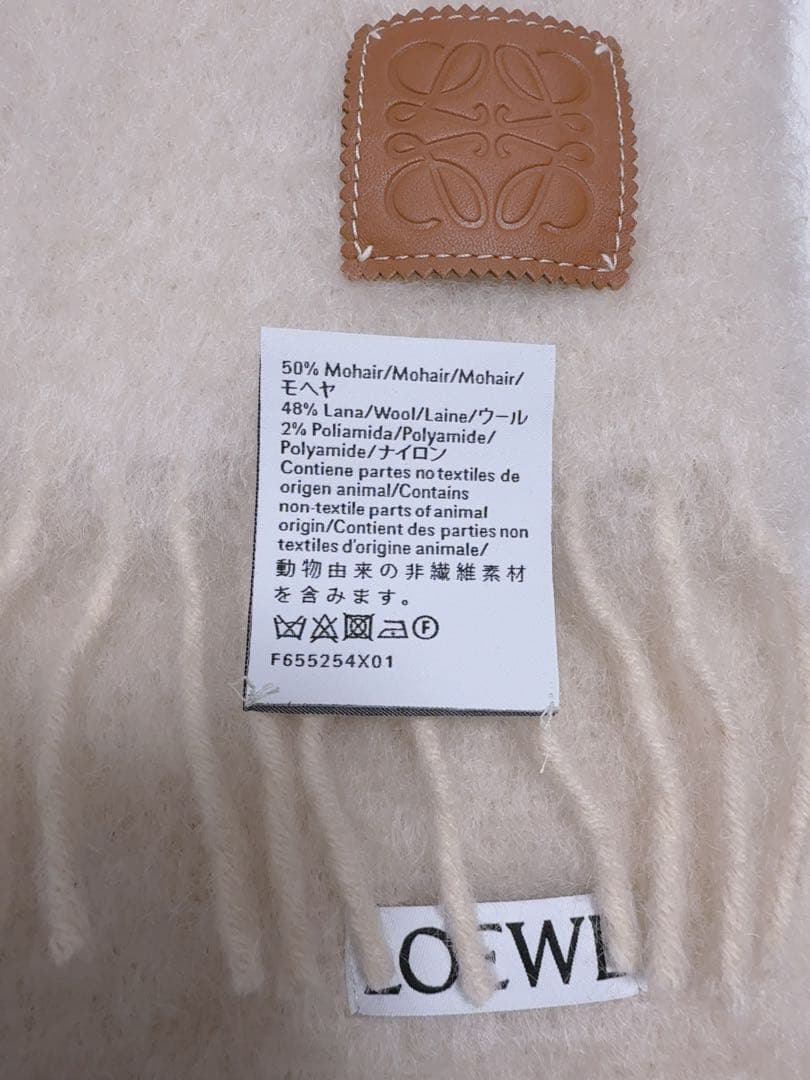 50% Mohair/Mohair/Mohair/
モヘヤ
48% Lana/Wool/Laine/ウール
2% Poliamida/Polyamide/
Polyamide/ナイロン
Contiene partes no textiles de
origen animal/Contains
non-textile parts of animal
origin/Contient des parties non
textiles d'origine animale/
動物由来の非繊維素材
を含みます。
F
F655254X01
LOEWE